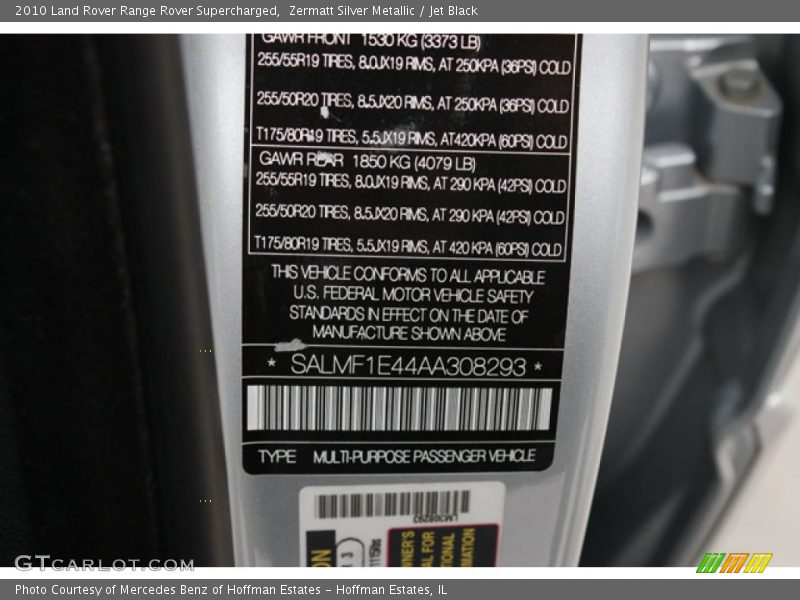 2010 Land Rover Range Rover Supercharged,  Zermatt Silver Metallic / Jet Black
GAWR FRONT 1530 KG (3373 LB)
255/55R19 TIRES, 8.0JX19 RIMS, AT 250KPA (36PSI) COLD
255/50R20 TIRES, 8.5JX20 RIMS, AT 250KPA (36PSI) COLD
T175/80R19 TIRES, 5.5JX19 RIMS, AT420KPA (60PSI) COLD
GAWR REAR 1850 KG (4079 LB)
255/55R19 TIRES, 8.0JX19 RIMS, AT 290 KPA (42PSI) COLD
255/50R20 TIRES, 8.5JX20 RIMS, AT 290 KPA (42PSI) COLD
T175/80R19 TIRES, 5.5JX19 RIMS, AT 420 KPA (60PSI) COLD
THIS VEHICLE CONFORMS TO ALL APPLICABLE
U.S. FEDERAL MOTOR VEHICLE SAFETY
STANDARDS IN EFFECT ON THE DATE OF
MANUFACTURE SHOWN ABOVE
* SALMF1E44AA308293 *
TYPE MULTI-PURPOSE PASSENGER VEHICLE
LM308293
GTCARLOT.COM
Photo Courtesy of Mercedes Benz of Hoffman Estates - Hoffman Estates, IL